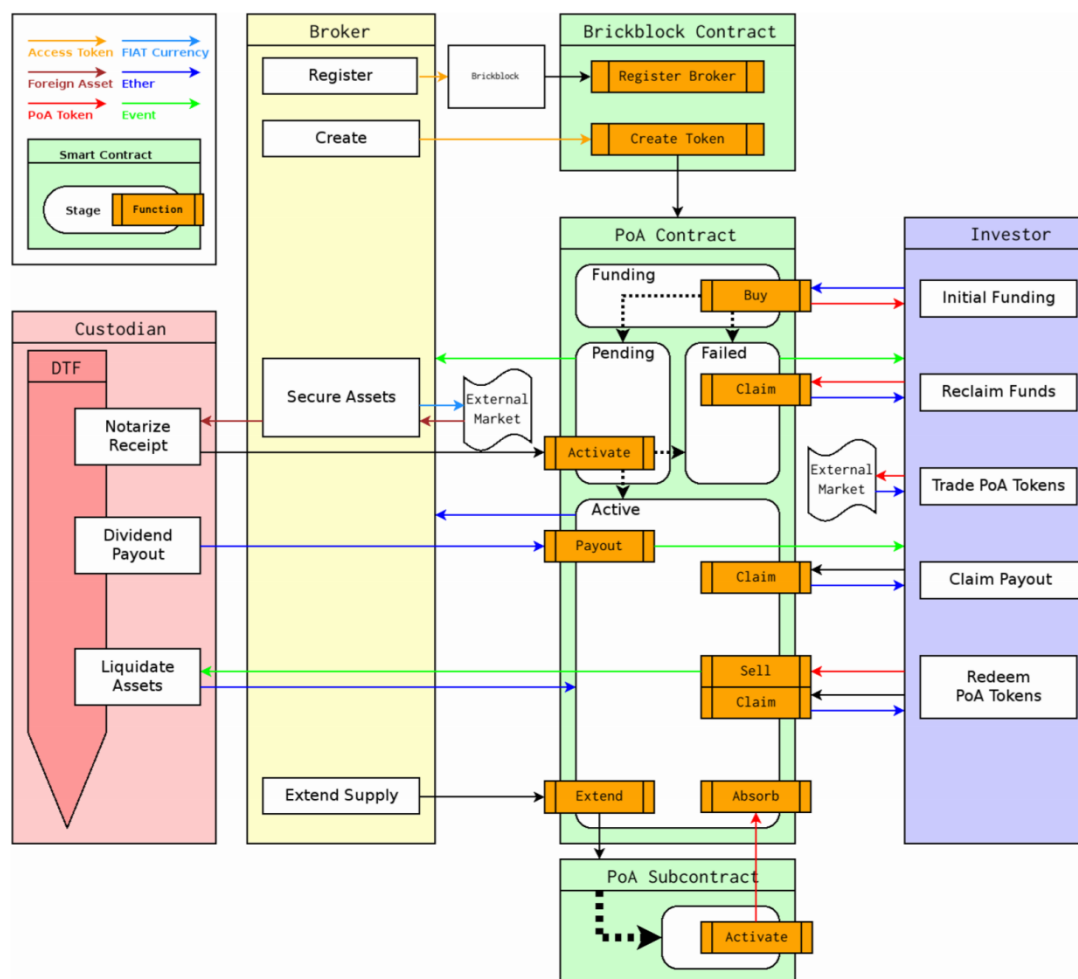 Access Token
FIAT Currency
Foreign Asset
Ether
PoA Token
Event
Smart Contract
Stage
Function
Broker
Register
Brickblock
Create
Brickblock Contract
Register Broker
Create Token
PoA Contract
Funding
Buy
Investor
Initial Funding
Custodian
DTF
Pending
Failed
Secure Assets
External
Market
Claim
Reclaim Funds
Notarize
Receipt
Activate
External
Market
Trade PoA Tokens
Active
Dividend
Payout
Payout
Claim
Claim Payout
Liquidate
Assets
Sell
Claim
Redeem
PoA Tokens
Extend Supply
Extend
Absorb
PoA Subcontract
Activate